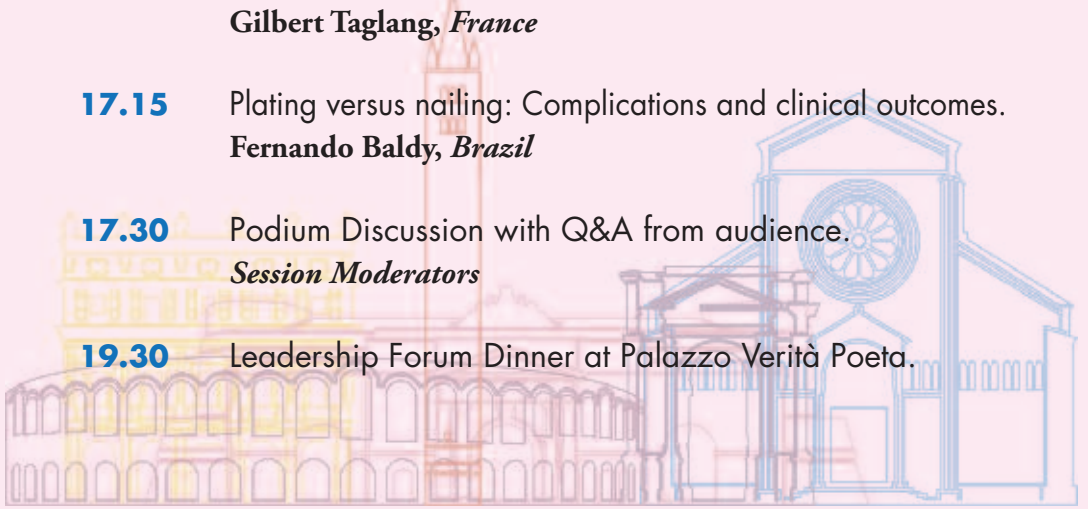 Gilbert Taglang, France
17.15 Plating versus nailing: Complications and clinical outcomes.
Fernando Baldy, Brazil
17.30 Podium Discussion with Q&A from audience.
Session Moderators
19.30 Leadership Forum Dinner at Palazzo Verità Poeta.